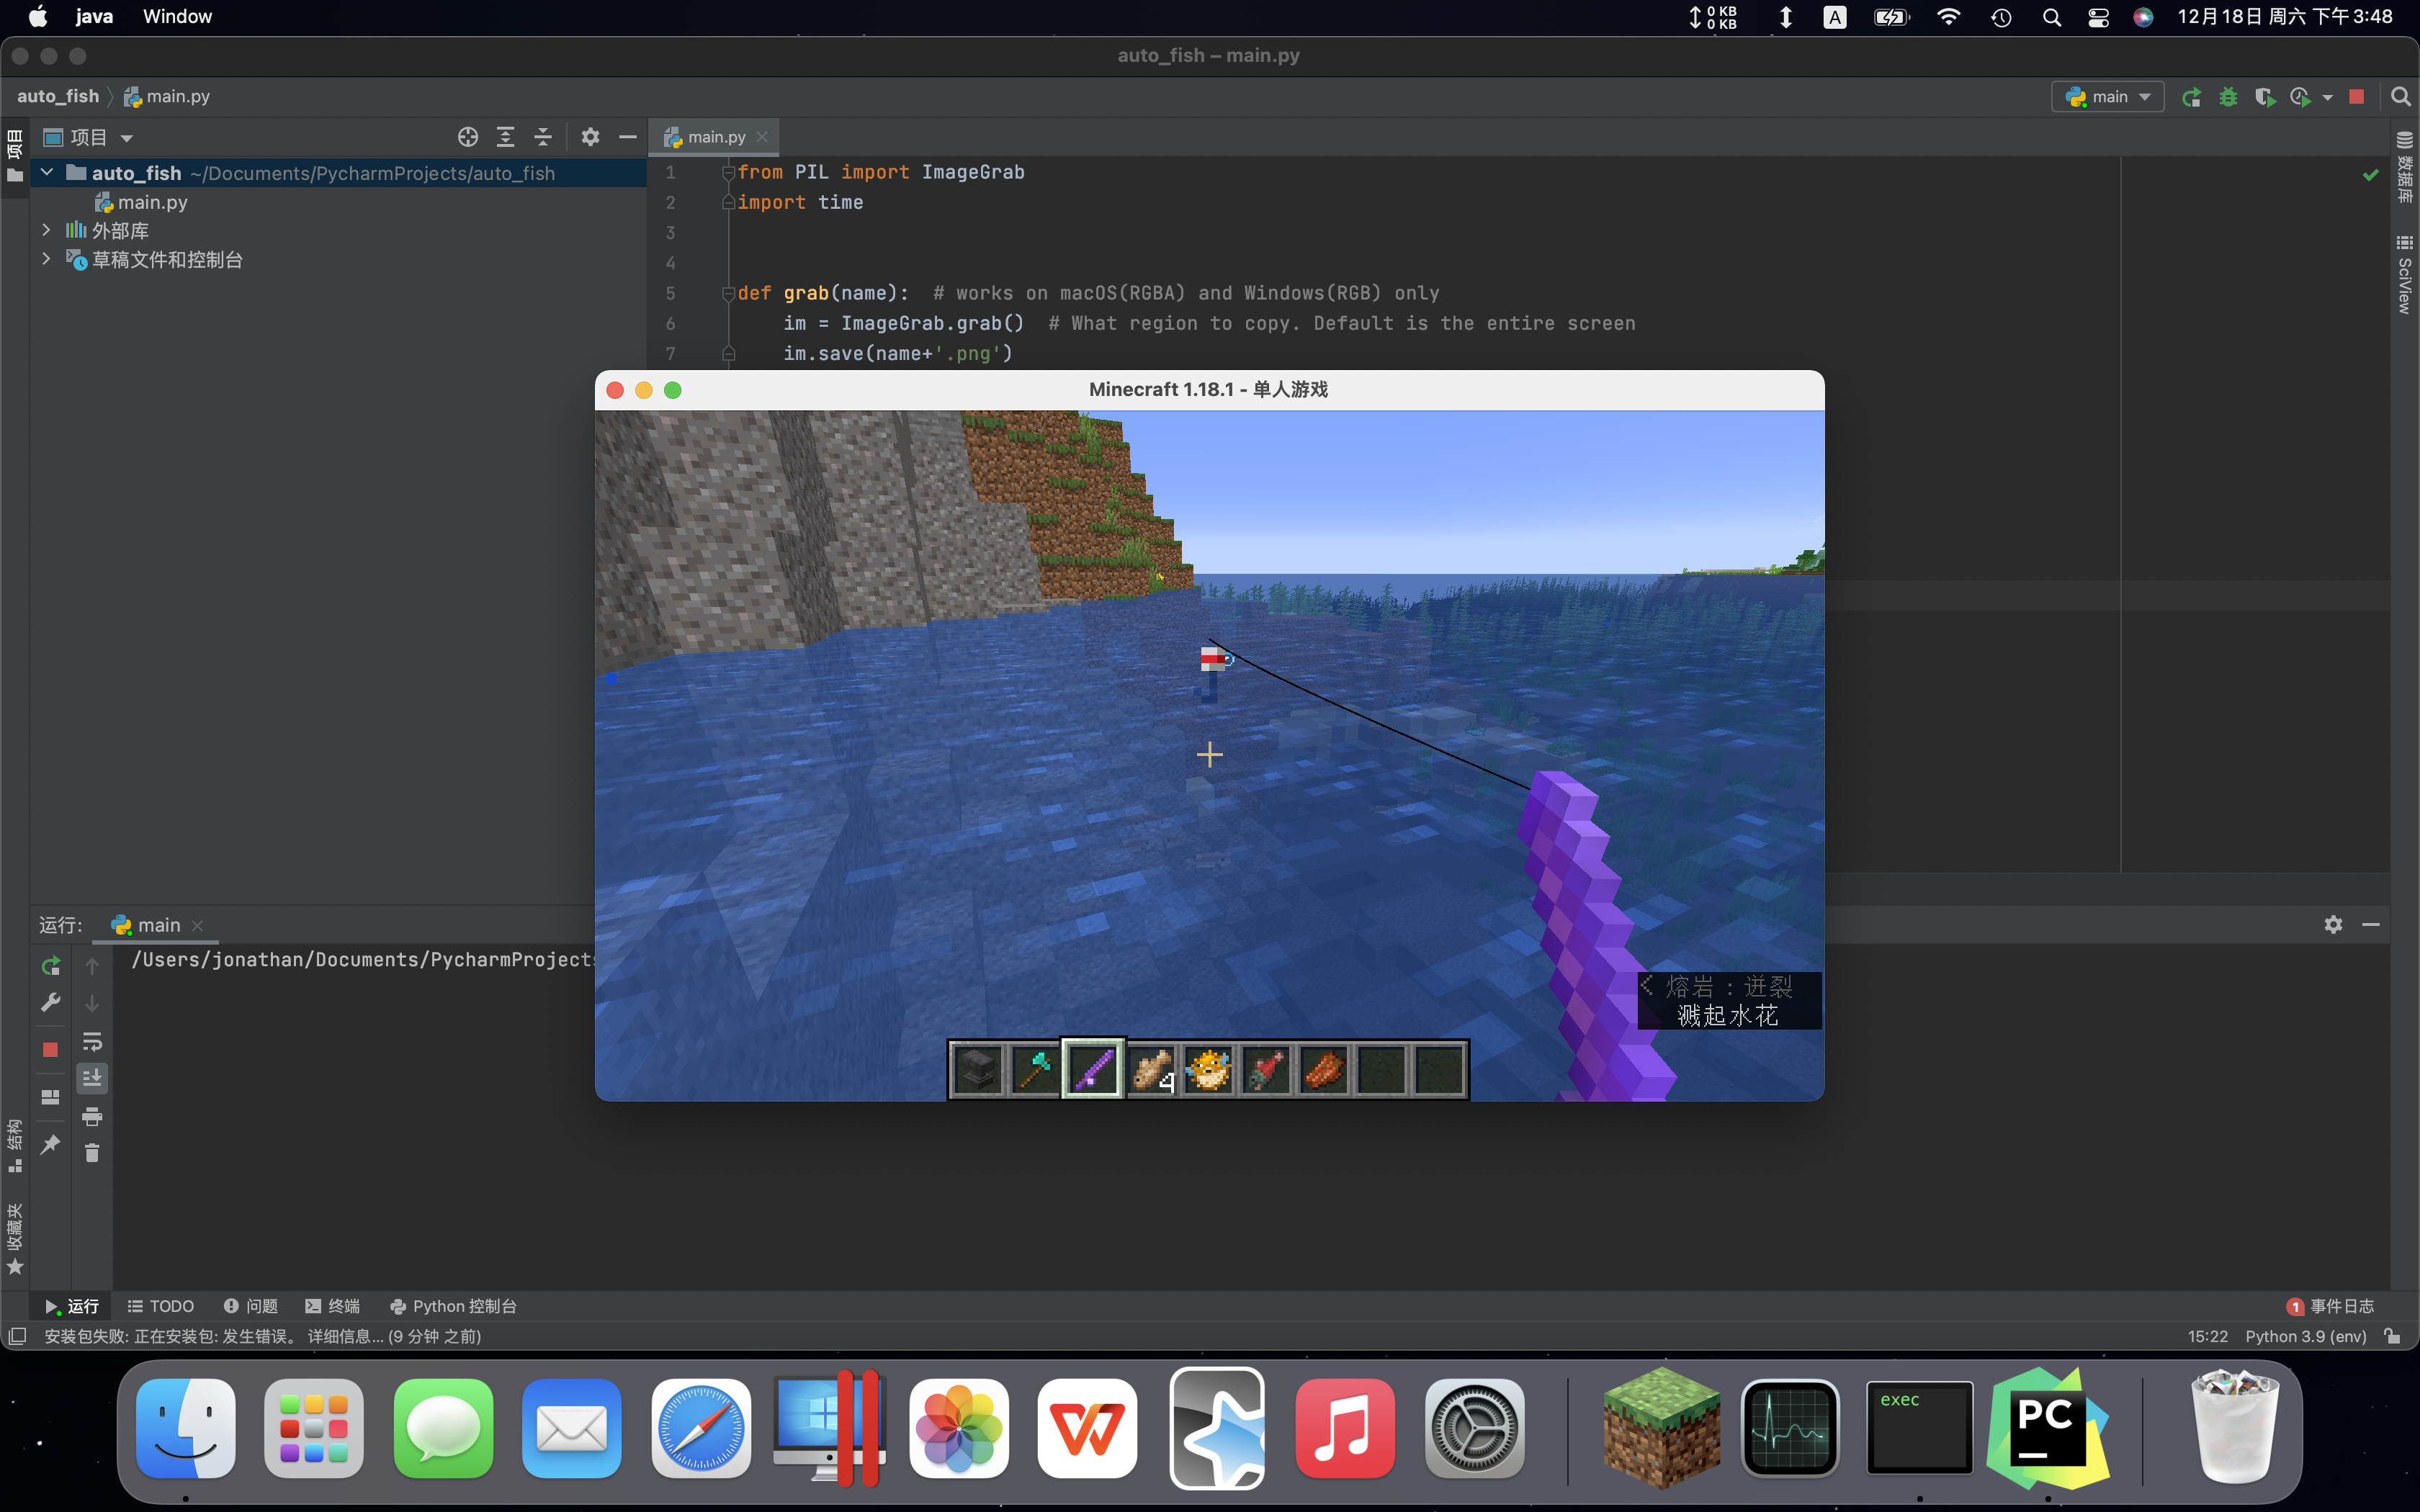 java Window
0 KB
0 KB
A
12月18日 周六 下午3:48
auto_fish – main.py
auto_fish main.py
main
项目
项目
main.py
auto_fish ~/Documents/PycharmProjects/auto_fish
main.py
外部库
草稿文件和控制台
1 from PIL import ImageGrab
2 import time
3
4
5 def grab(name): # works on macOS(RGBA) and Windows(RGB) only
6 im = ImageGrab.grab() # What region to copy. Default is the entire screen
7 im.save(name+'.png')
数据库
SciView
Minecraft 1.18.1 - 单人游戏
< 熔岩：迸裂
溅起水花
4
运行:
main
/Users/jonathan/Documents/PycharmProjects
结构
收藏夹
运行 TODO 问题 终端 Python 控制台
1 事件日志
安装包失败: 正在安装包: 发生错误。 详细信息... (9 分钟 之前)
15:22 Python 3.9 (env)
exec
PC